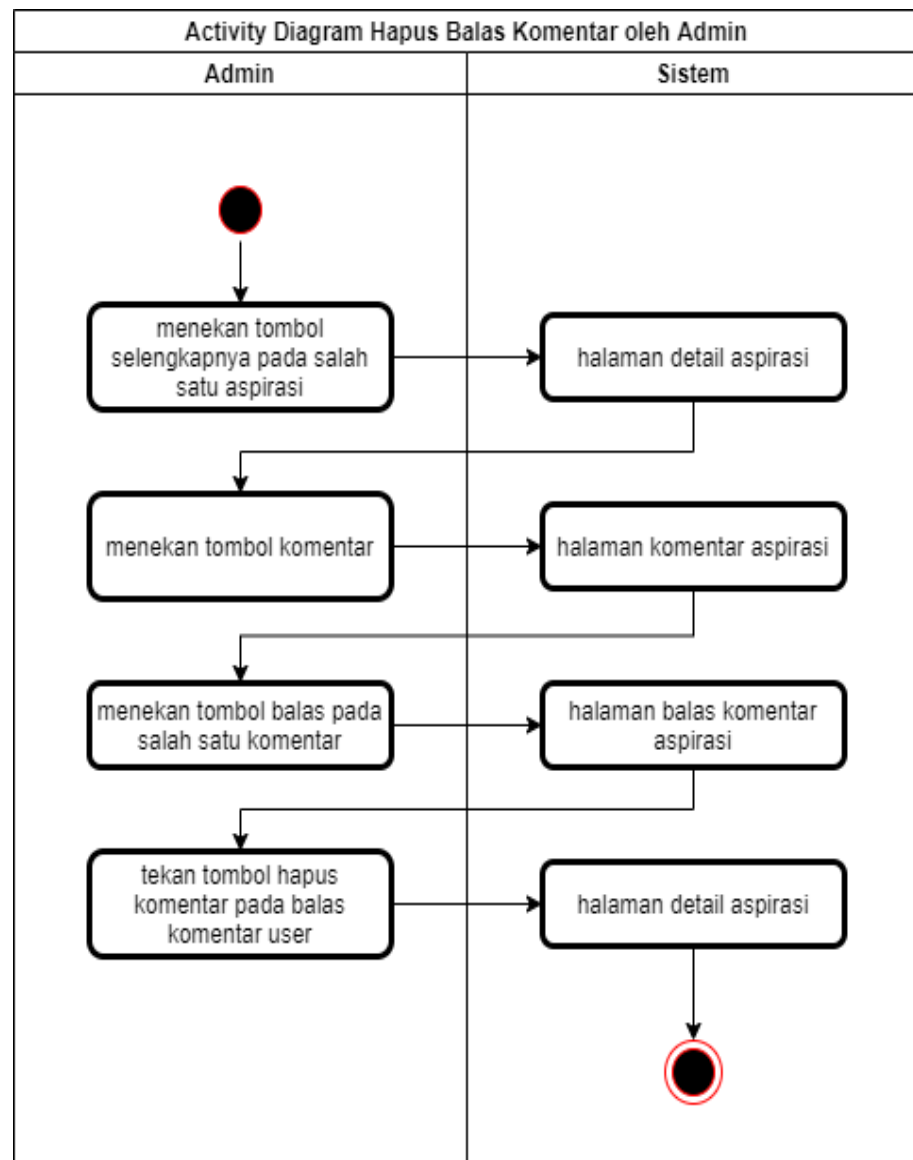 Activity Diagram Hapus Balas Komentar oleh Admin
Admin
Sistem
menekan tombol
selengkapnya pada salah
satu aspirasi
halaman detail aspirasi
menekan tombol komentar
halaman komentar aspirasi
menekan tombol balas pada
salah satu komentar
halaman balas komentar
aspirasi
tekan tombol hapus
komentar pada balas
komentar user
halaman detail aspirasi